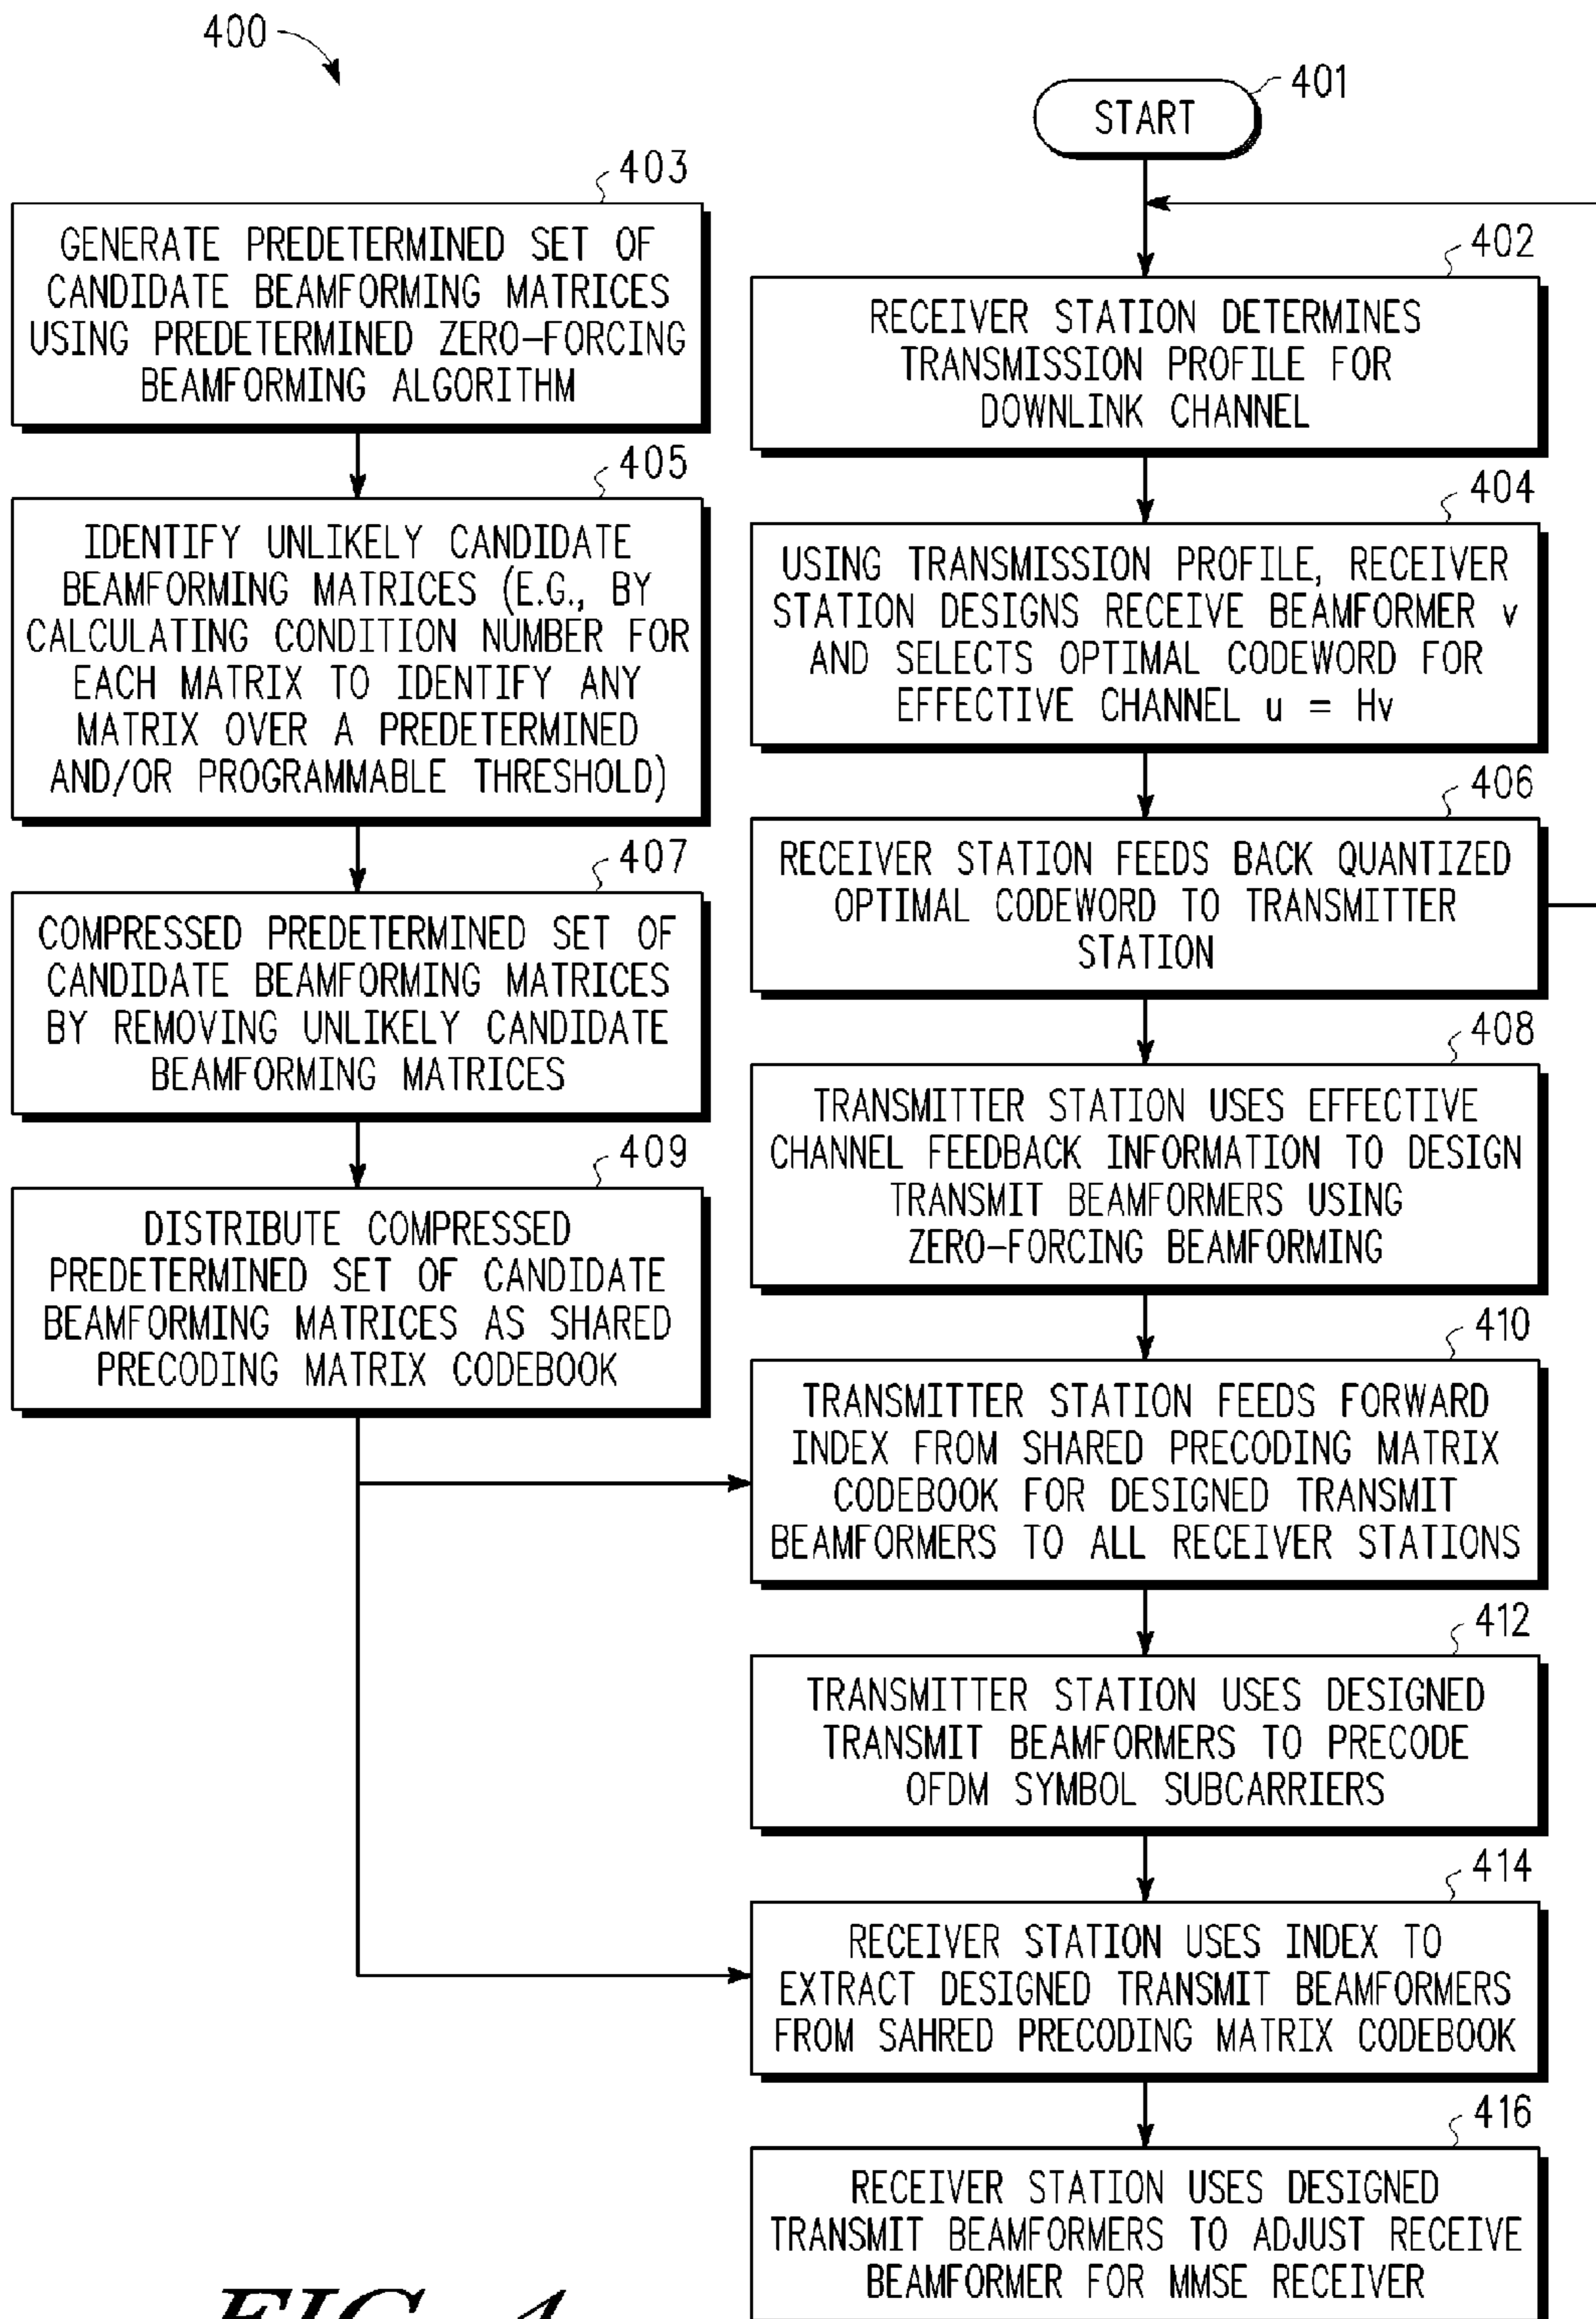 400
401
START
403
GENERATE PREDETERMINED SET OF
CANDIDATE BEAMFORMING MATRICES
USING PREDETERMINED ZERO-FORCING
BEAMFORMING ALGORITHM
405
IDENTIFY UNLIKELY CANDIDATE
BEAMFORMING MATRICES (E.G., BY
CALCULATING CONDITION NUMBER FOR
EACH MATRIX TO IDENTIFY ANY
MATRIX OVER A PREDETERMINED
AND/OR PROGRAMMABLE THRESHOLD)
407
COMPRESSED PREDETERMINED SET OF
CANDIDATE BEAMFORMING MATRICES
BY REMOVING UNLIKELY CANDIDATE
BEAMFORMING MATRICES
409
DISTRIBUTE COMPRESSED
PREDETERMINED SET OF CANDIDATE
BEAMFORMING MATRICES AS SHARED
PRECODING MATRIX CODEBOOK
402
RECEIVER STATION DETERMINES
TRANSMISSION PROFILE FOR
DOWNLINK CHANNEL
404
USING TRANSMISSION PROFILE, RECEIVER
STATION DESIGNS RECEIVE BEAMFORMER v
AND SELECTS OPTIMAL CODEWORD FOR
EFFECTIVE CHANNEL u = Hv
406
RECEIVER STATION FEEDS BACK QUANTIZED
OPTIMAL CODEWORD TO TRANSMITTER
STATION
408
TRANSMITTER STATION USES EFFECTIVE
CHANNEL FEEDBACK INFORMATION TO DESIGN
TRANSMIT BEAMFORMERS USING
ZERO-FORCING BEAMFORMING
410
TRANSMITTER STATION FEEDS FORWARD
INDEX FROM SHARED PRECODING MATRIX
CODEBOOK FOR DESIGNED TRANSMIT
BEAMFORMERS TO ALL RECEIVER STATIONS
412
TRANSMITTER STATION USES DESIGNED
TRANSMIT BEAMFORMERS TO PRECODE
OFDM SYMBOL SUBCARRIERS
414
RECEIVER STATION USES INDEX TO
EXTRACT DESIGNED TRANSMIT BEAMFORMERS
FROM SAHRED PRECODING MATRIX CODEBOOK
416
RECEIVER STATION USES DESIGNED
TRANSMIT BEAMFORMERS TO ADJUST RECEIVE
BEAMFORMER FOR MMSE RECEIVER
FIG. 4